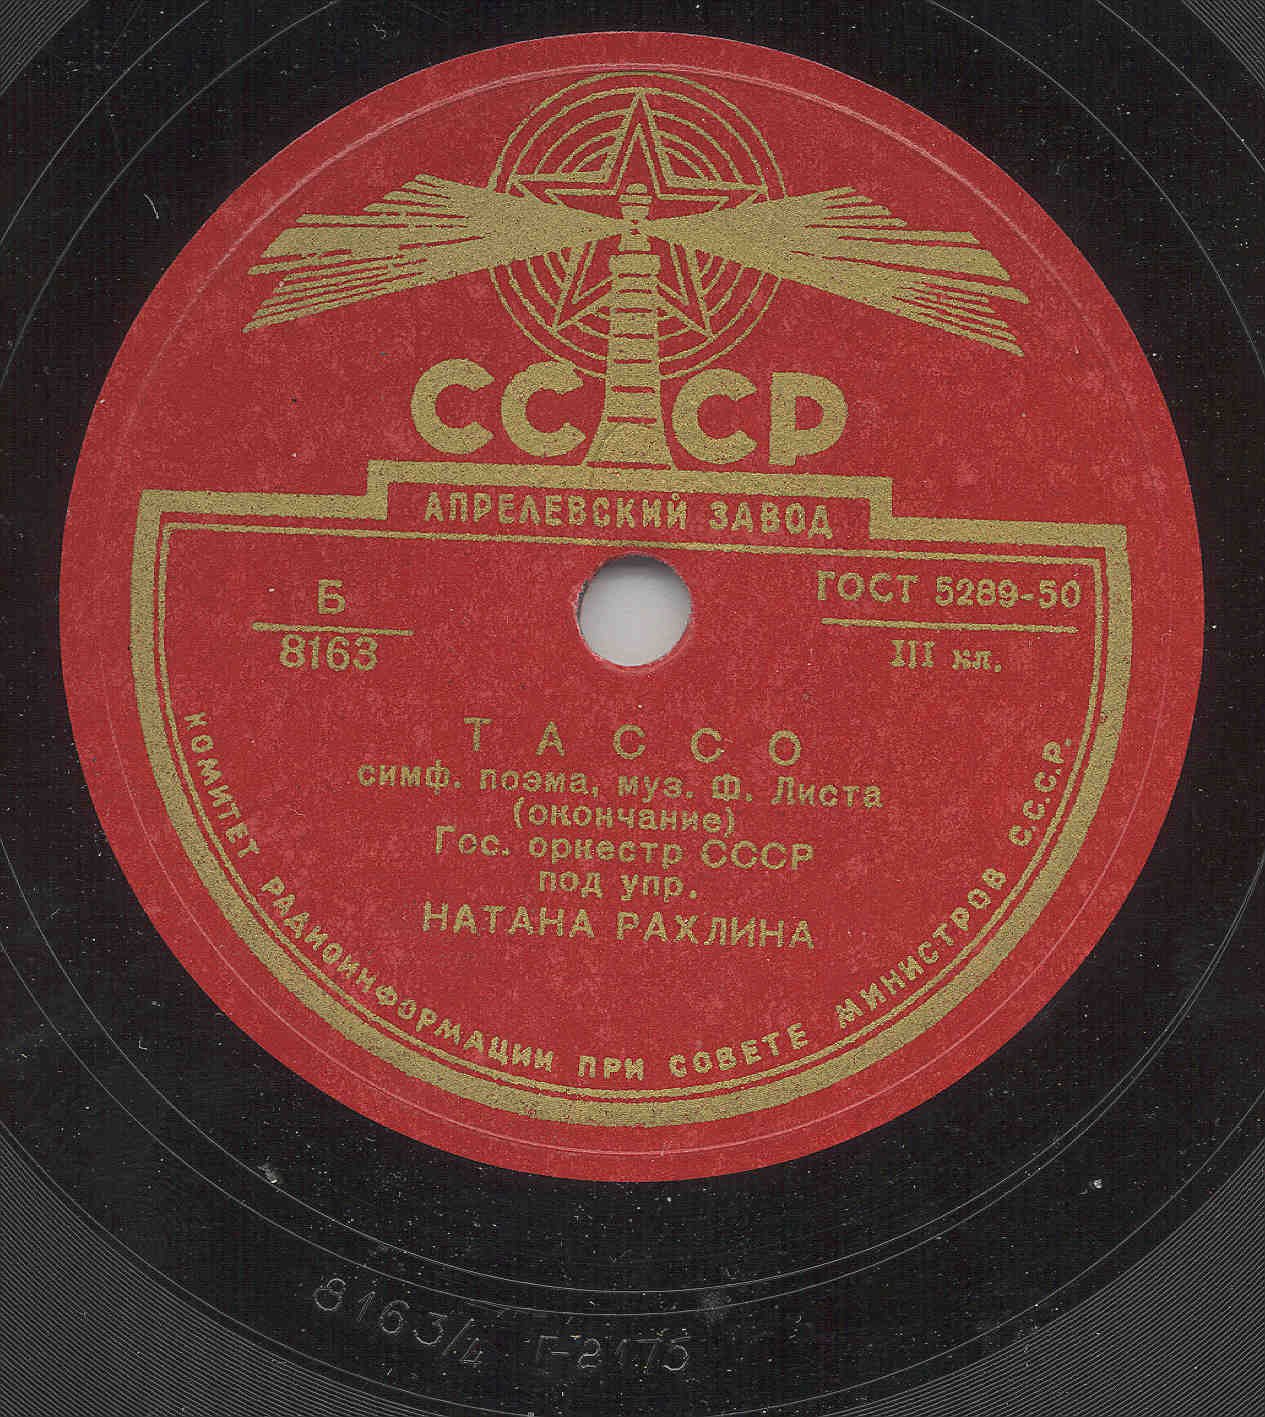 СССР
АПРЕЛЕВСКИЙ ЗАВОД
Б
8163
ГОСТ 5289-50
III кл.
ТАССО
симф. поэма, муз. Ф. Листа
(окончание)
Гос. оркестр СССР
под упр.
НАТАНА РАХЛИНА
КОМИТЕТ РАДИОИНФОРМАЦИИ ПРИ СОВЕТЕ МИНИСТРОВ С.С.С.Р.
8163/4 Г-2175